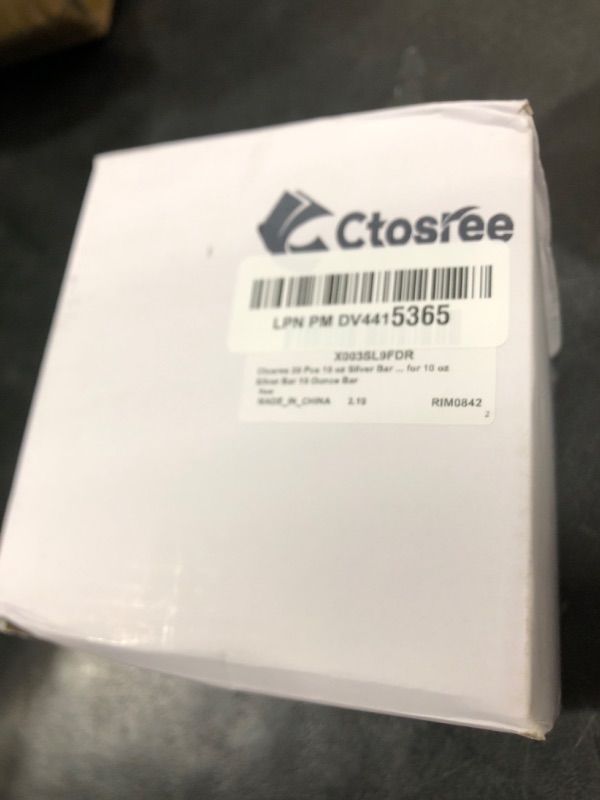 Ctosree
LPN PM DV4415365
X003SL9FDR
Ctosree 20 Pcs 10 oz Silver Bar ... for 10 oz
Silver Bar 10 Ounce Bar
MADE_IN_CHINA
RIM0842
2